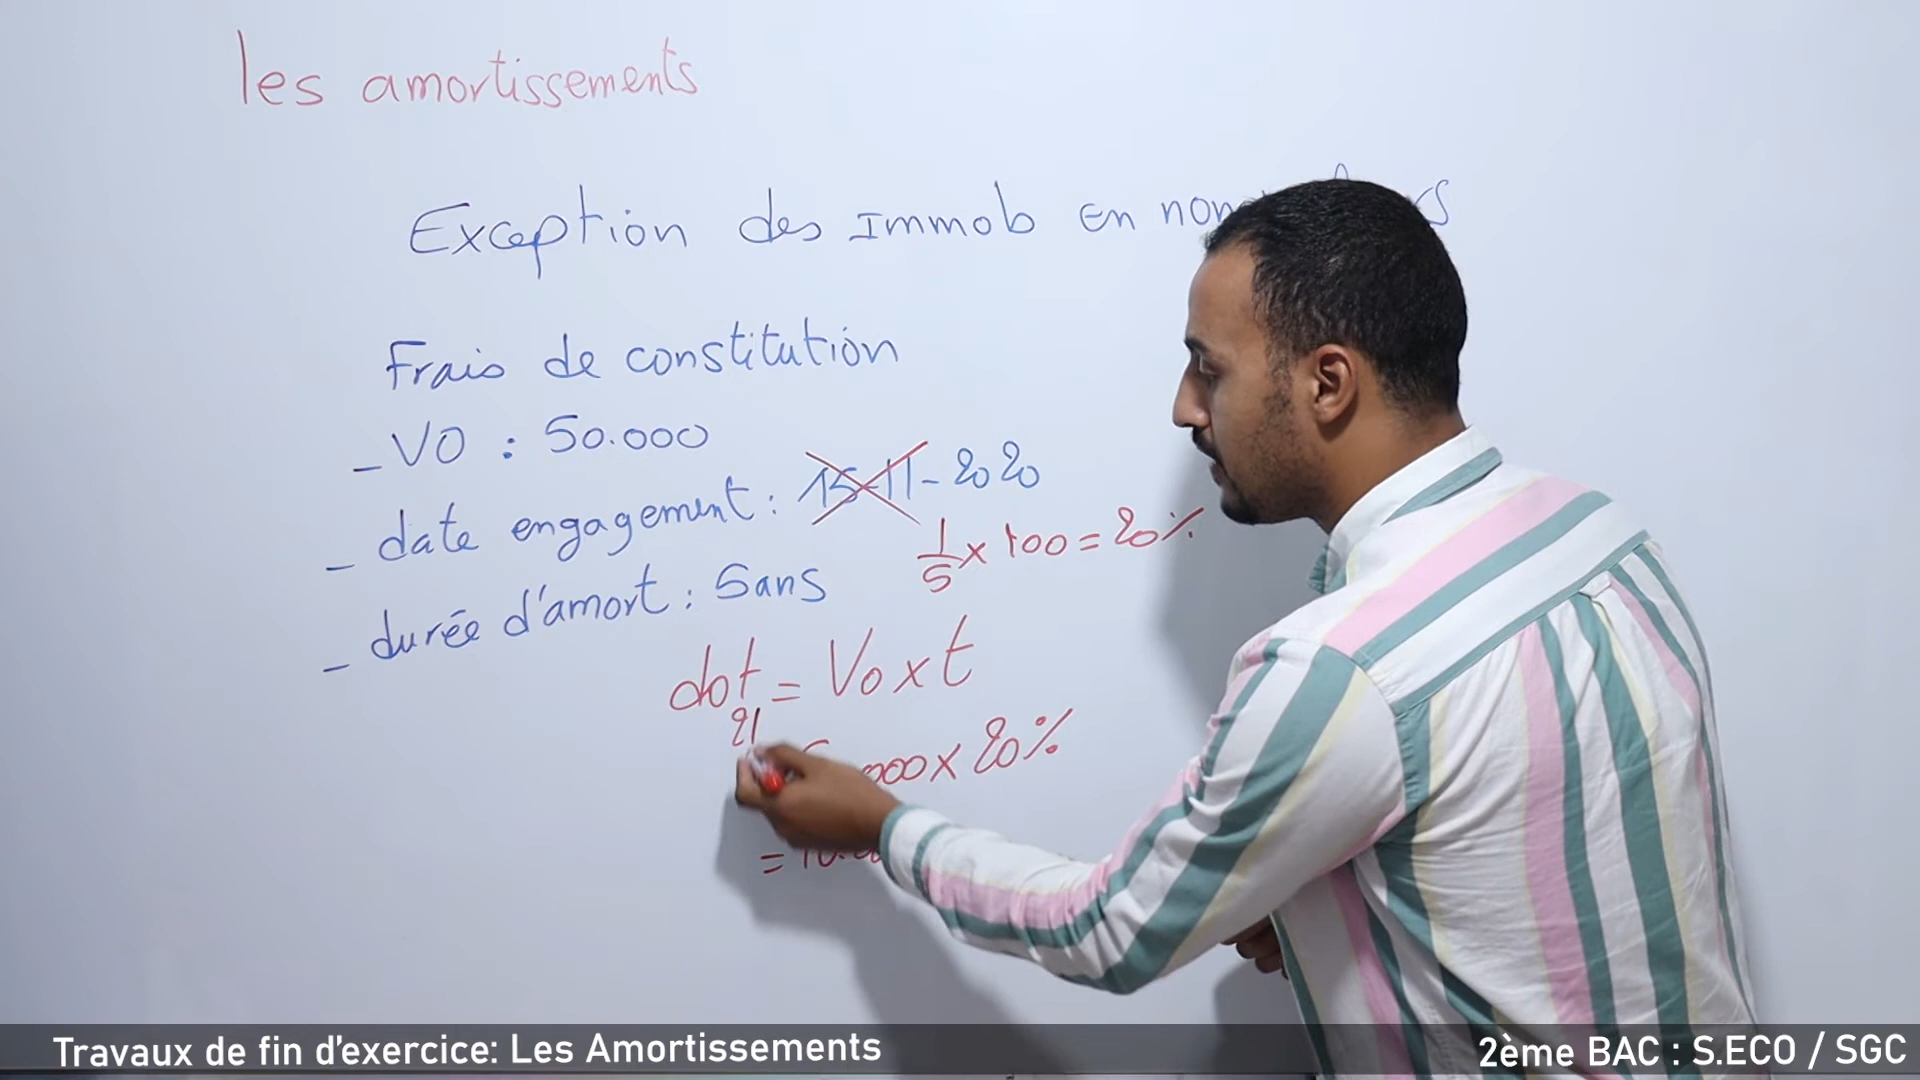 les amortissements
Exception des Immob en non
Frais de constitution
- VO : 50.000
- date engagement : 15-11-2020
1/5 x 100 = 20%
- durée d'amort : 5ans
dot = Vo x t
21
000 x 20%
= 10.
Travaux de fin d'exercice: Les Amortissements
2ème BAC : S.ECO / SGC